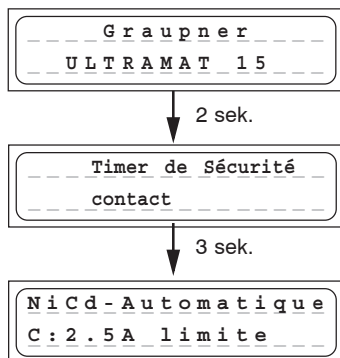 Graupner
ULTRAMAT 15
2 sek.
Timer de Sécurité
contact
3 sek.
NiCd-Automatique
C:2.5A limite